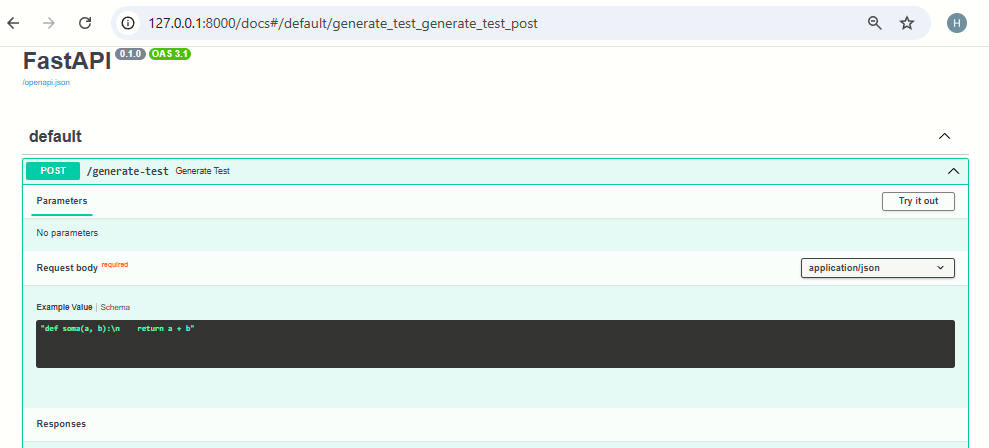 127.0.0.1:8000/docs#/default/generate_test_generate_test_post
H
FastAPI 0.1.0 OAS 3.1
/openapi.json
default
POST /generate-test Generate Test
Parameters Try it out
No parameters
Request body required application/json
Example Value | Schema
"def soma(a, b):\n    return a + b"
Responses